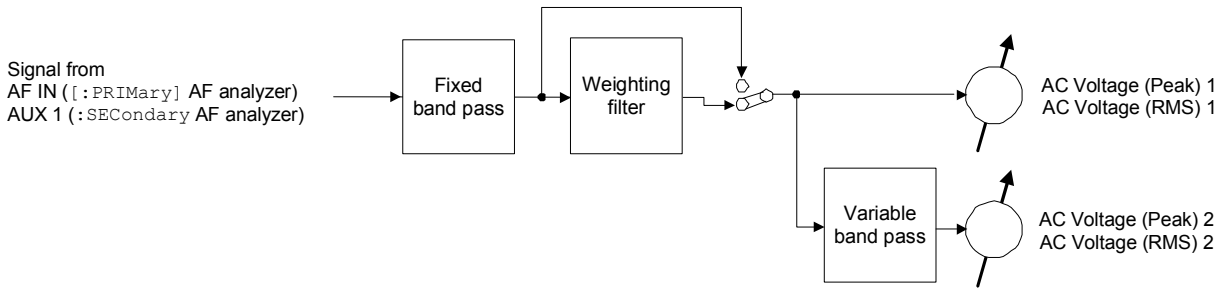 Signal from
AF IN ([:PRIMary] AF analyzer)
AUX 1 (:SECondary AF analyzer)
Fixed
band pass
Weighting
filter
AC Voltage (Peak) 1
AC Voltage (RMS) 1
Variable
band pass
AC Voltage (Peak) 2
AC Voltage (RMS) 2